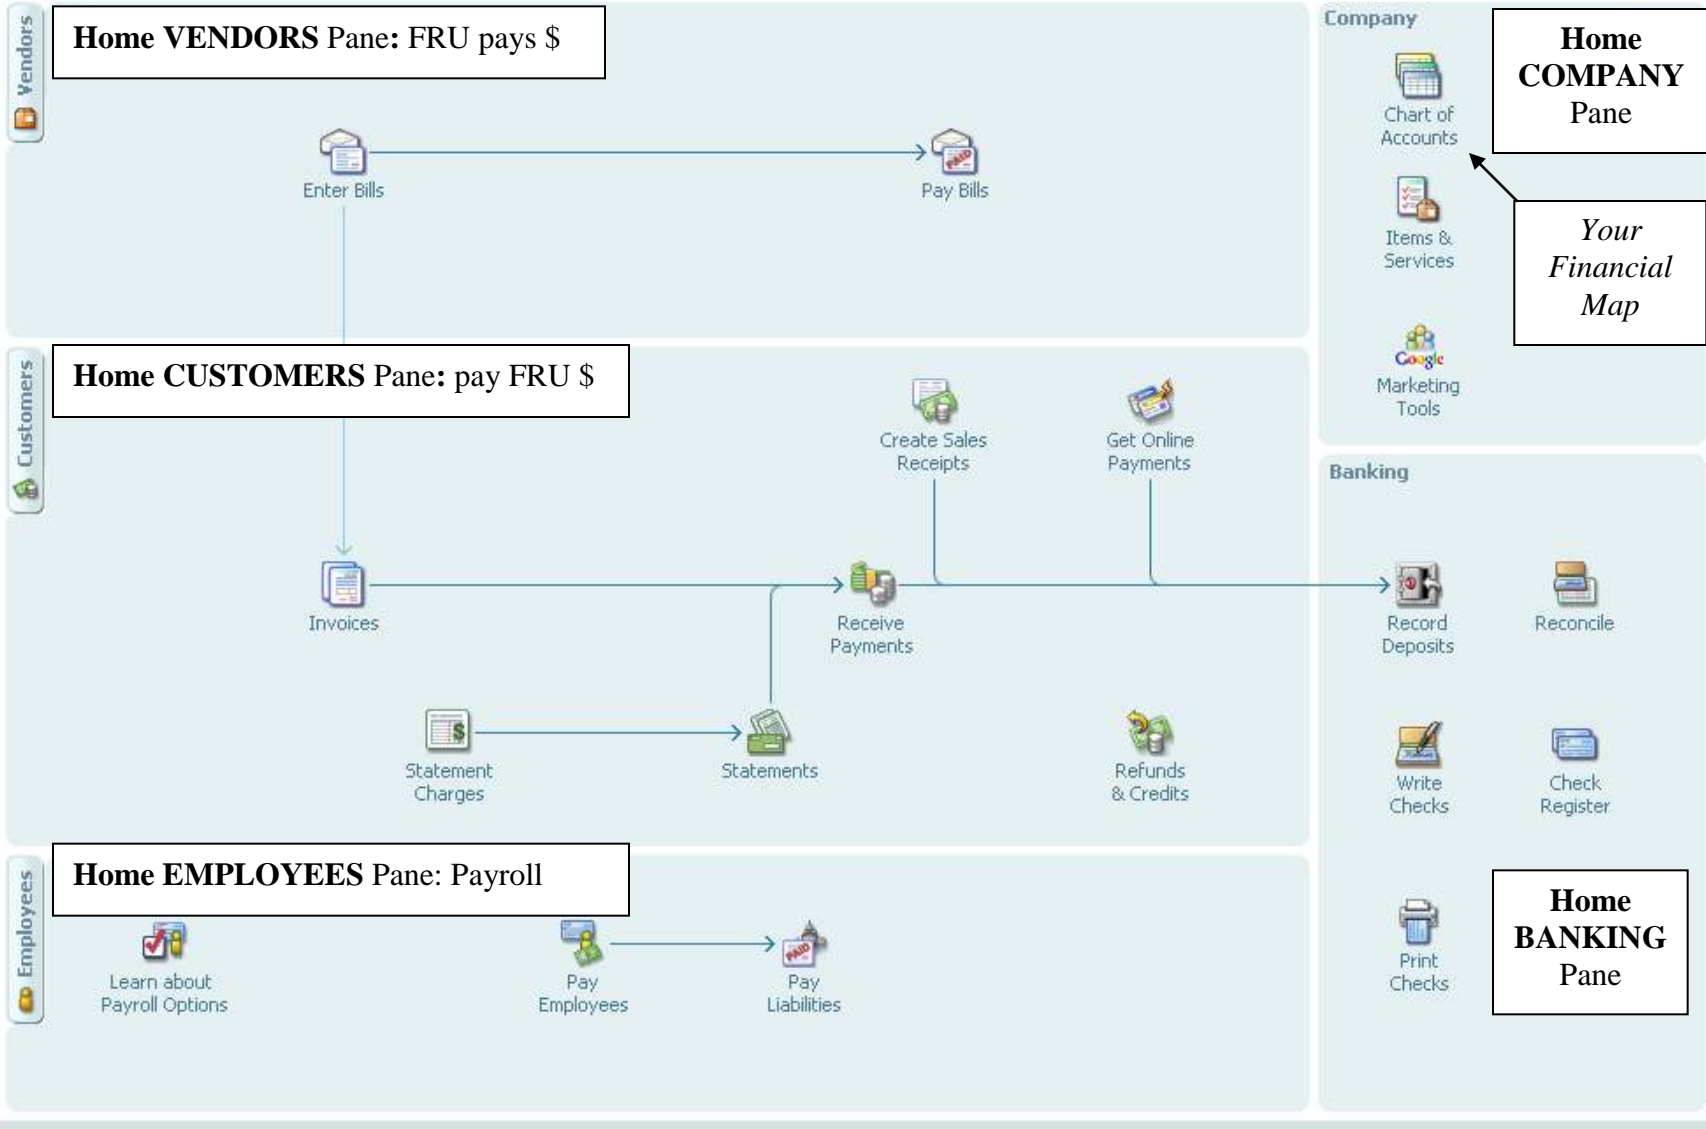 Vendors
Home VENDORS Pane: FRU pays $
Enter Bills
Pay Bills
Company
Home
COMPANY
Pane
Chart of
Accounts
Your
Financial
Map
Items &
Services
Google
Marketing
Tools
Customers
Home CUSTOMERS Pane: pay FRU $
Create Sales
Receipts
Get Online
Payments
Invoices
Receive
Payments
Statement
Charges
Statements
Refunds
& Credits
Banking
Record
Deposits
Reconcile
Write
Checks
Check
Register
Print
Checks
Home
BANKING
Pane
Employees
Home EMPLOYEES Pane: Payroll
Learn about
Payroll Options
Pay
Employees
PAID
Pay
Liabilities
PAID